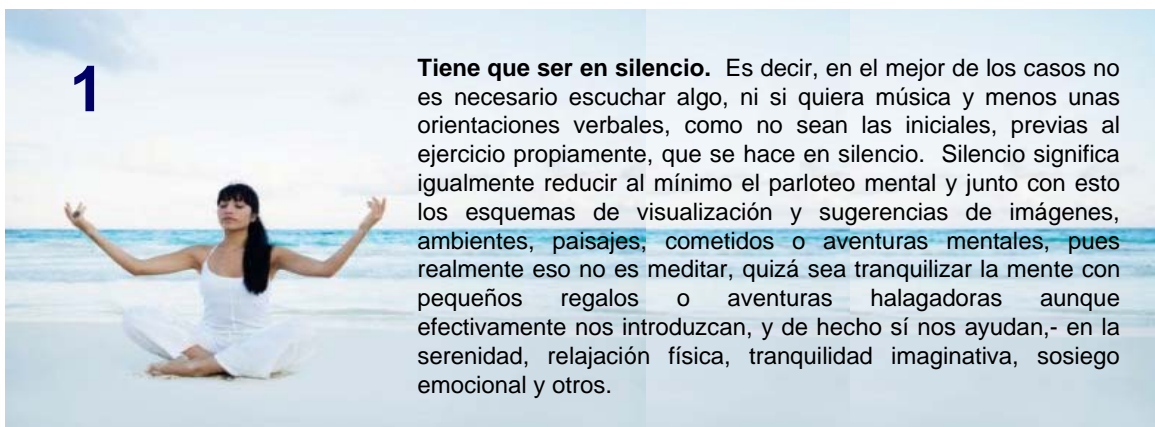 1
Tiene que ser en silencio. Es decir, en el mejor de los casos no
es necesario escuchar algo, ni si quiera música y menos unas
orientaciones verbales, como no sean las iniciales, previas al
ejercicio propiamente, que se hace en silencio. Silencio significa
igualmente reducir al mínimo el parloteo mental y junto con esto
los esquemas de visualización y sugerencias de imágenes,
ambientes, paisajes, cometidos o aventuras mentales, pues
realmente eso no es meditar, quizá sea tranquilizar la mente con
pequeños regalos o aventuras halagadoras aunque
efectivamente nos introduzcan, y de hecho sí nos ayudan,- en la
serenidad, relajación física, tranquilidad imaginativa, sosiego
emocional y otros.